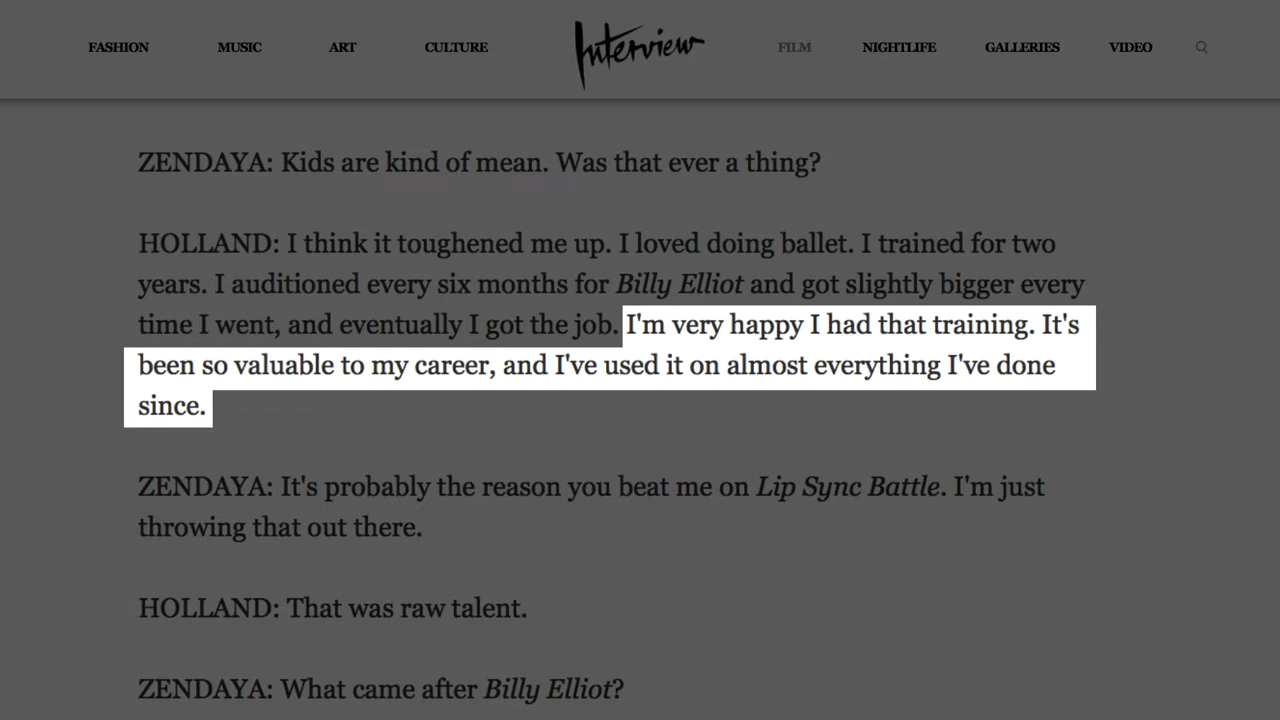 FASHION MUSIC ART CULTURE Interview FILM NIGHTLIFE GALLERIES VIDEO
ZENDAYA: Kids are kind of mean. Was that ever a thing?
HOLLAND: I think it toughened me up. I loved doing ballet. I trained for two
years. I auditioned every six months for Billy Elliot and got slightly bigger every
time I went, and eventually I got the job. I'm very happy I had that training. It's
been so valuable to my career, and I've used it on almost everything I've done
since.
ZENDAYA: It's probably the reason you beat me on Lip Sync Battle. I'm just
throwing that out there.
HOLLAND: That was raw talent.
ZENDAYA: What came after Billy Elliot?